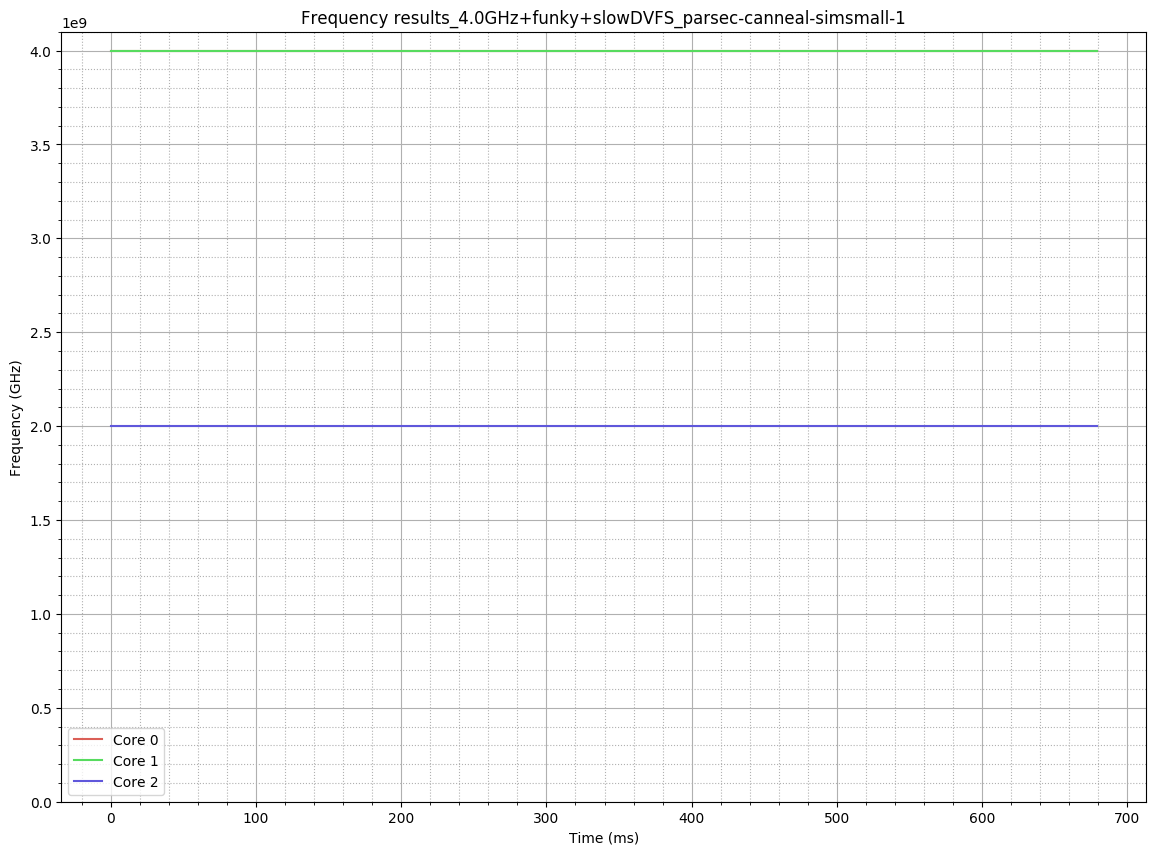 Frequency results_4.0GHz+funky+slowDVFS_parsec-canneal-simsmall-1
1e9
4.0
3.5
3.0
2.5
2.0
1.5
1.0
0.5
0.0
Frequency (GHz)
Core 0
Core 1
Core 2
0 100 200 300 400 500 600 700
Time (ms)